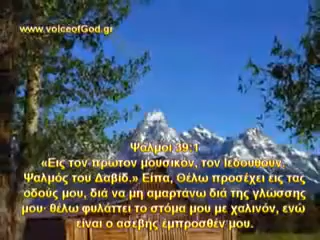 www.voiceofGod.gr
Ψαλμοί 39:1
«Εις τον πρώτον μουσικόν, τον Ιεδουθούν,
Ψαλμός του Δαβίδ.» Είπα, Θέλω προσέχει εις τας
οδούς μου, διά να μη αμαρτάνω διά της γλώσσης
μου· θέλω φυλάττει το στόμα μου με χαλινόν, ενώ
είναι ο ασεβής έμπροσθέν μου.